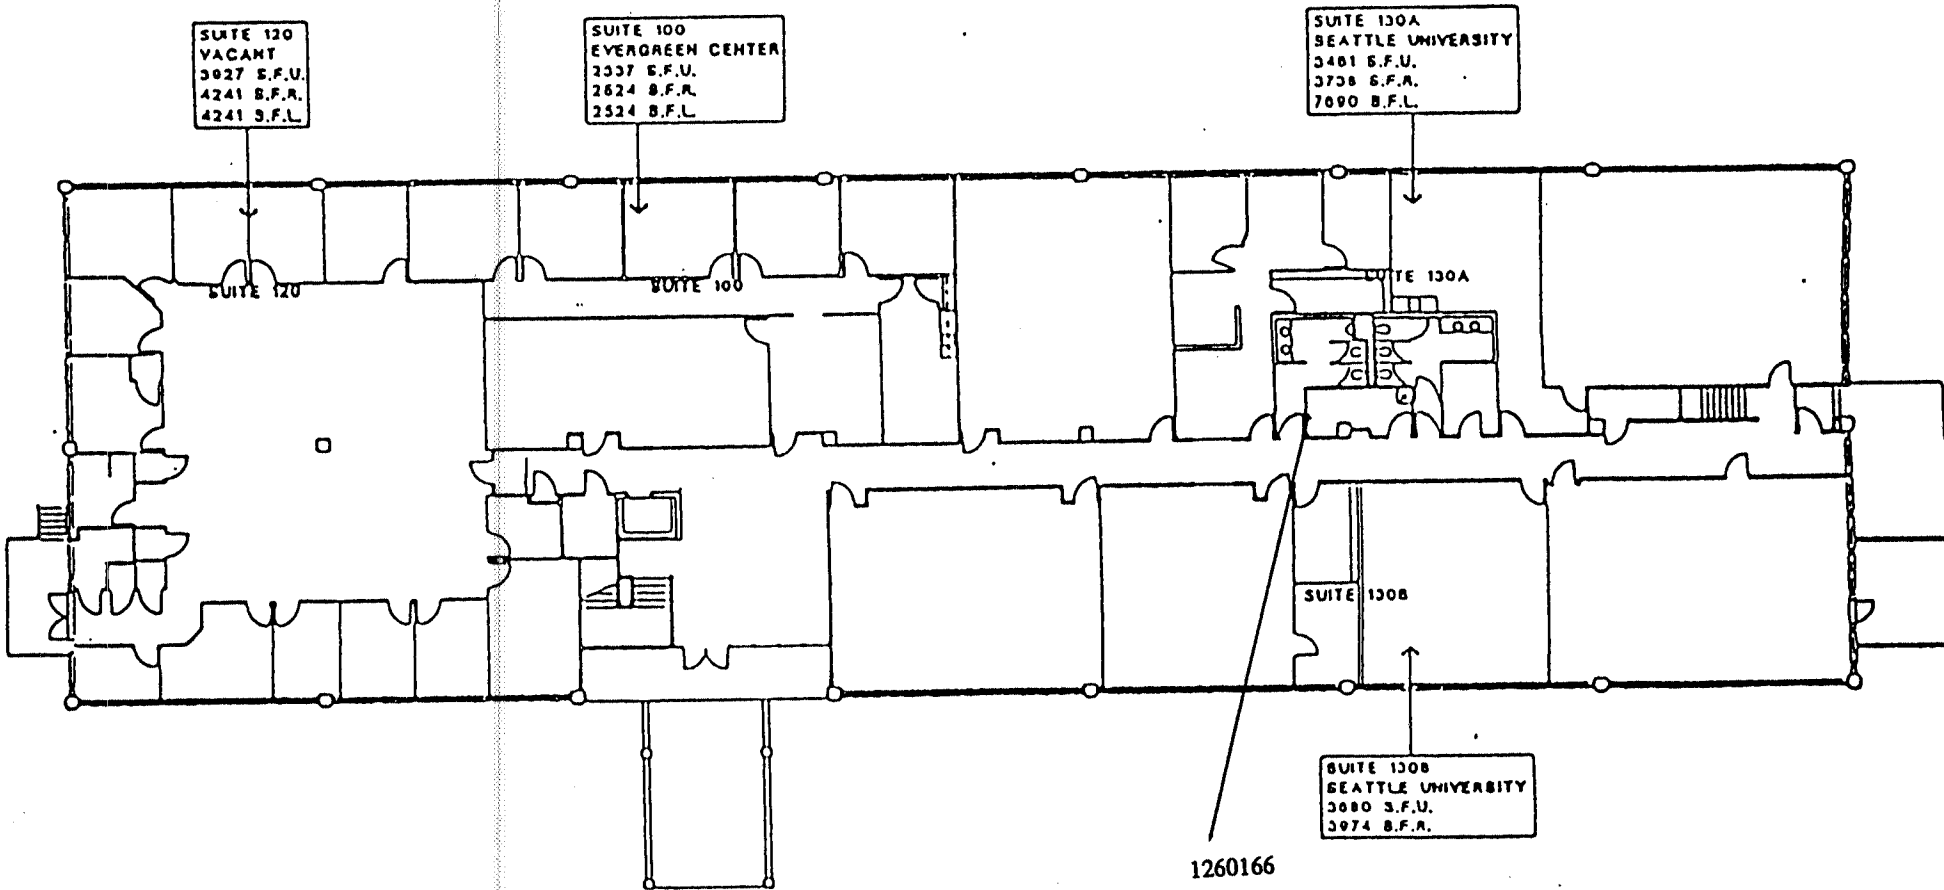 SUITE 120
VACANT
3927 S.F.U.
4241 S.F.R.
4241 S.F.L.
SUITE 100
EVERGREEN CENTER
2337 S.F.U.
2524 S.F.R.
2524 S.F.L.
SUITE 130A
SEATTLE UNIVERSITY
3461 S.F.U.
3738 S.F.R.
7690 S.F.L.
SUITE 120
SUITE 100
TE 130A
SUITE 130B
SUITE 130B
SEATTLE UNIVERSITY
3680 S.F.U.
3974 S.F.R.
1260166